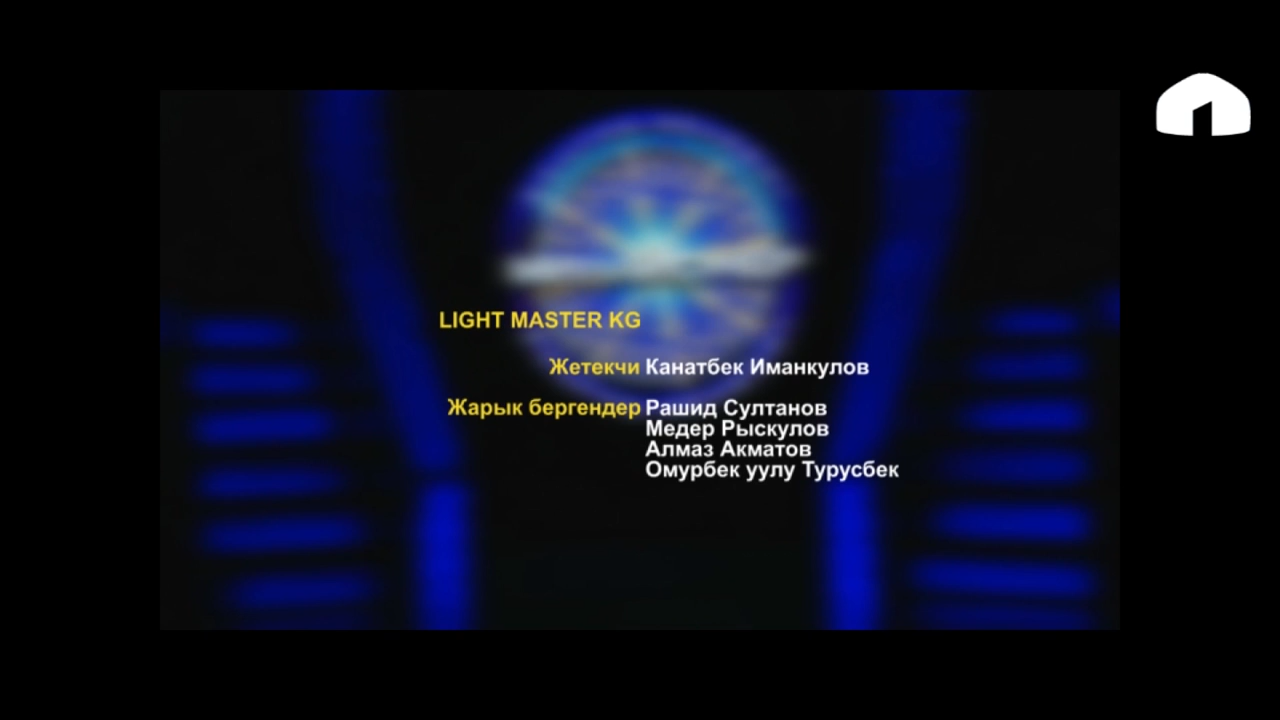 LIGHT MASTER KG
Жетекчи Канатбек Иманкулов
Жарык бергендер Рашид Султанов
Медер Рыскулов
Алмаз Акматов
Омурбек уулу Турусбек